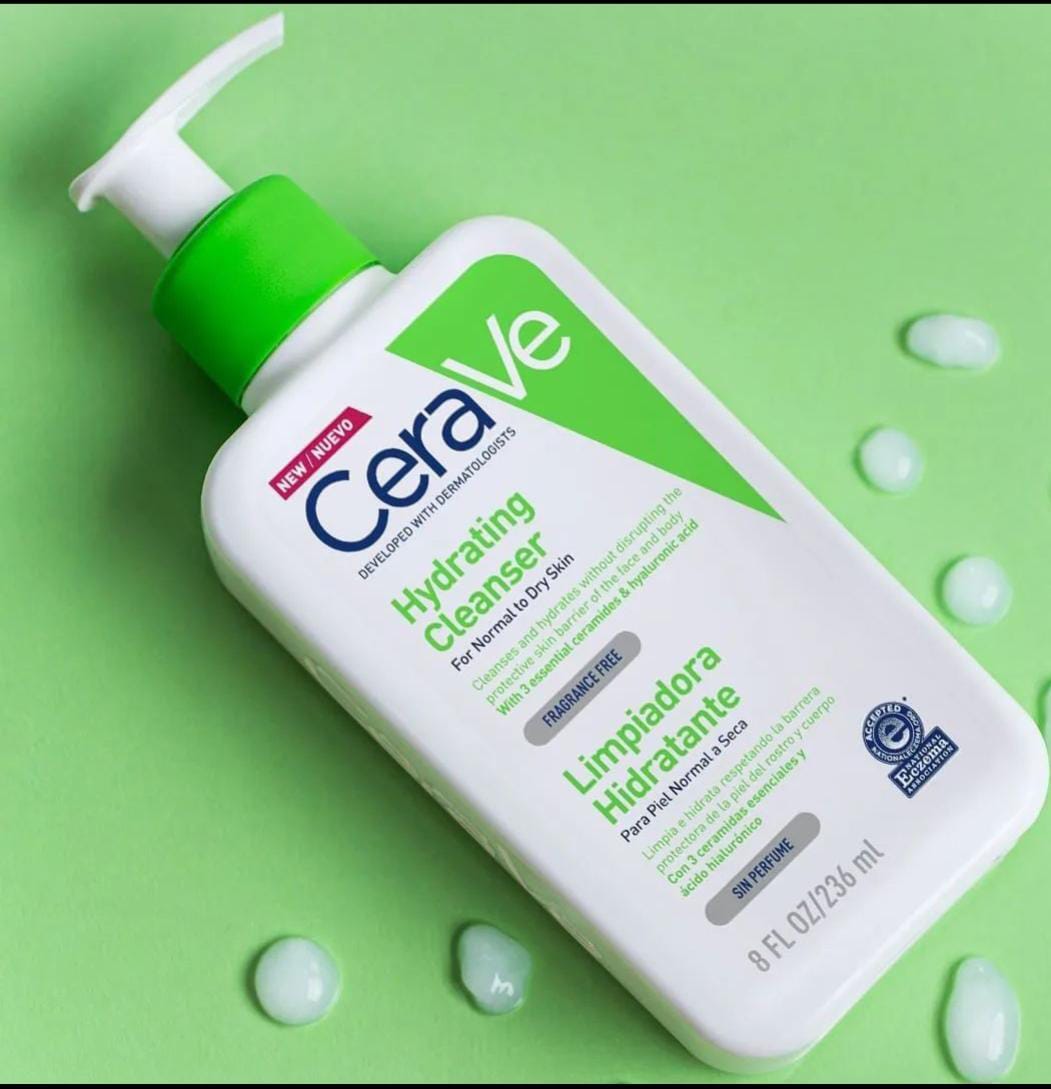 NEW / NUEVO
CeraVe
DEVELOPED WITH DERMATOLOGISTS
Hydrating
Cleanser
For Normal to Dry Skin
Cleanses and hydrates without disrupting the
protective skin barrier of the face and body
With 3 essential ceramides & hyaluronic acid
FRAGRANCE FREE
Limpiadora
Hidratante
Para Piel Normal a Seca
Limpia e hidrata respetando la barrera
protectora de la piel del rostro y cuerpo
Con 3 ceramidas esenciales y
ácido hialurónico
SIN PERFUME
ACCEPTED
e
NATIONAL
Eczema
ASSOCIATION
8 FL OZ/236 ml